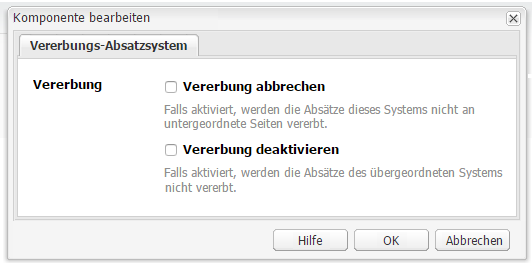 Komponente bearbeiten
Vererbungs-Absatzsystem
Vererbung
Vererbung abbrechen
Falls aktiviert, werden die Absätze dieses Systems nicht an
untergeordnete Seiten vererbt.
Vererbung deaktivieren
Falls aktiviert, werden die Absätze des übergeordneten Systems
nicht vererbt.
Hilfe
OK
Abbrechen